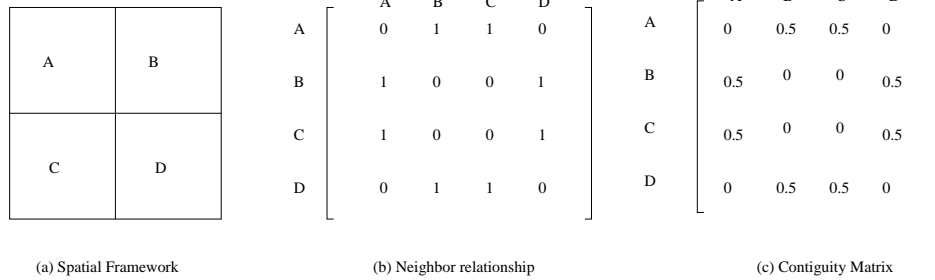 A B
C D
(a) Spatial Framework
A B C D
A 0 1 1 0
B 1 0 0 1
C 1 0 0 1
D 0 1 1 0
(b) Neighbor relationship
A 0 0.5 0.5 0
B 0.5 0 0 0.5
C 0.5 0 0 0.5
D 0 0.5 0.5 0
(c) Contiguity Matrix